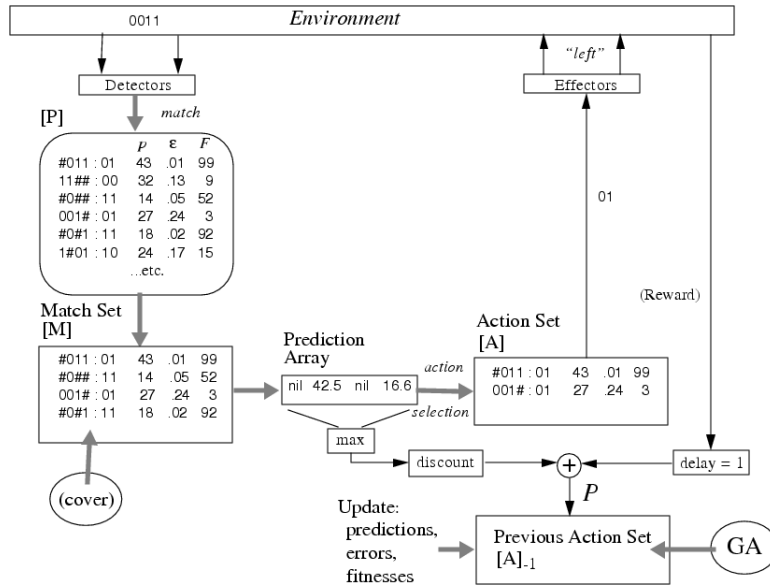 0011
Environment
"left"
Detectors
Effectors
match
[P]
p ε F
#011 : 01 43 .01 99
11## : 00 32 .13 9
#0## : 11 14 .05 52
001# : 01 27 .24 3
#0#1 : 11 18 .02 92
1#01 : 10 24 .17 15
...etc.
01
(Reward)
Match Set
[M]
#011 : 01 43 .01 99
#0## : 11 14 .05 52
001# : 01 27 .24 3
#0#1 : 11 18 .02 92
(cover)
Prediction
Array
nil 42.5 nil 16.6
action
selection
Action Set
[A]
#011 : 01 43 .01 99
001# : 01 27 .24 3
max
discount
+
delay = 1
P
Update:
predictions,
errors,
fitnesses
Previous Action Set
[A]-1
GA